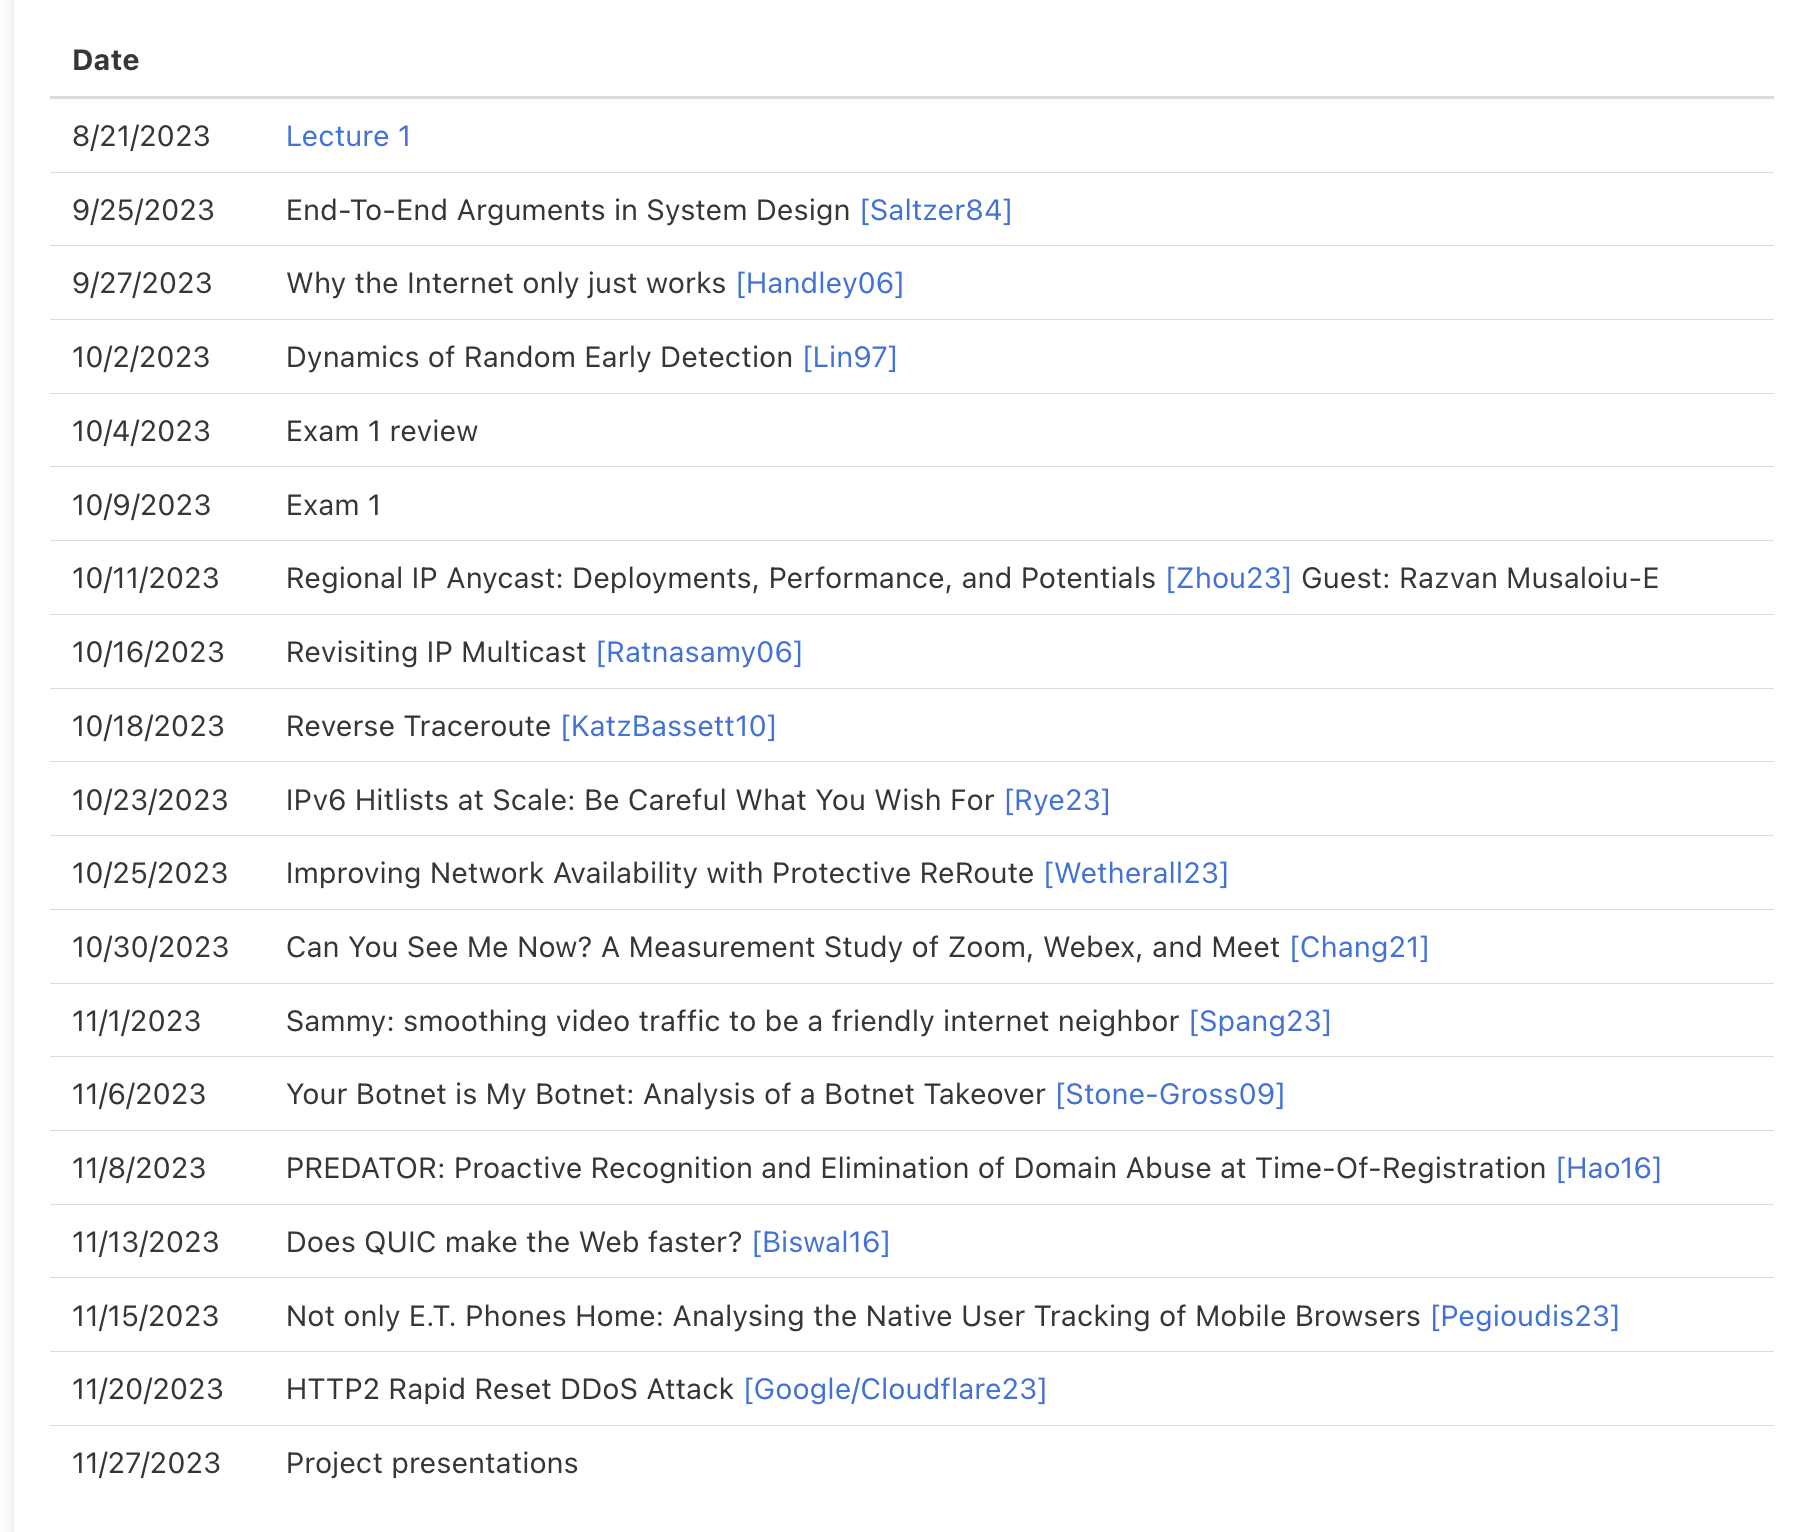 Date
8/21/2023 Lecture 1
9/25/2023 End-To-End Arguments in System Design [Saltzer84]
9/27/2023 Why the Internet only just works [Handley06]
10/2/2023 Dynamics of Random Early Detection [Lin97]
10/4/2023 Exam 1 review
10/9/2023 Exam 1
10/11/2023 Regional IP Anycast: Deployments, Performance, and Potentials [Zhou23] Guest: Razvan Musaloiu-E
10/16/2023 Revisiting IP Multicast [Ratnasamy06]
10/18/2023 Reverse Traceroute [KatzBassett10]
10/23/2023 IPv6 Hitlists at Scale: Be Careful What You Wish For [Rye23]
10/25/2023 Improving Network Availability with Protective ReRoute [Wetherall23]
10/30/2023 Can You See Me Now? A Measurement Study of Zoom, Webex, and Meet [Chang21]
11/1/2023 Sammy: smoothing video traffic to be a friendly internet neighbor [Spang23]
11/6/2023 Your Botnet is My Botnet: Analysis of a Botnet Takeover [Stone-Gross09]
11/8/2023 PREDATOR: Proactive Recognition and Elimination of Domain Abuse at Time-Of-Registration [Hao16]
11/13/2023 Does QUIC make the Web faster? [Biswal16]
11/15/2023 Not only E.T. Phones Home: Analysing the Native User Tracking of Mobile Browsers [Pegioudis23]
11/20/2023 HTTP2 Rapid Reset DDoS Attack [Google/Cloudflare23]
11/27/2023 Project presentations